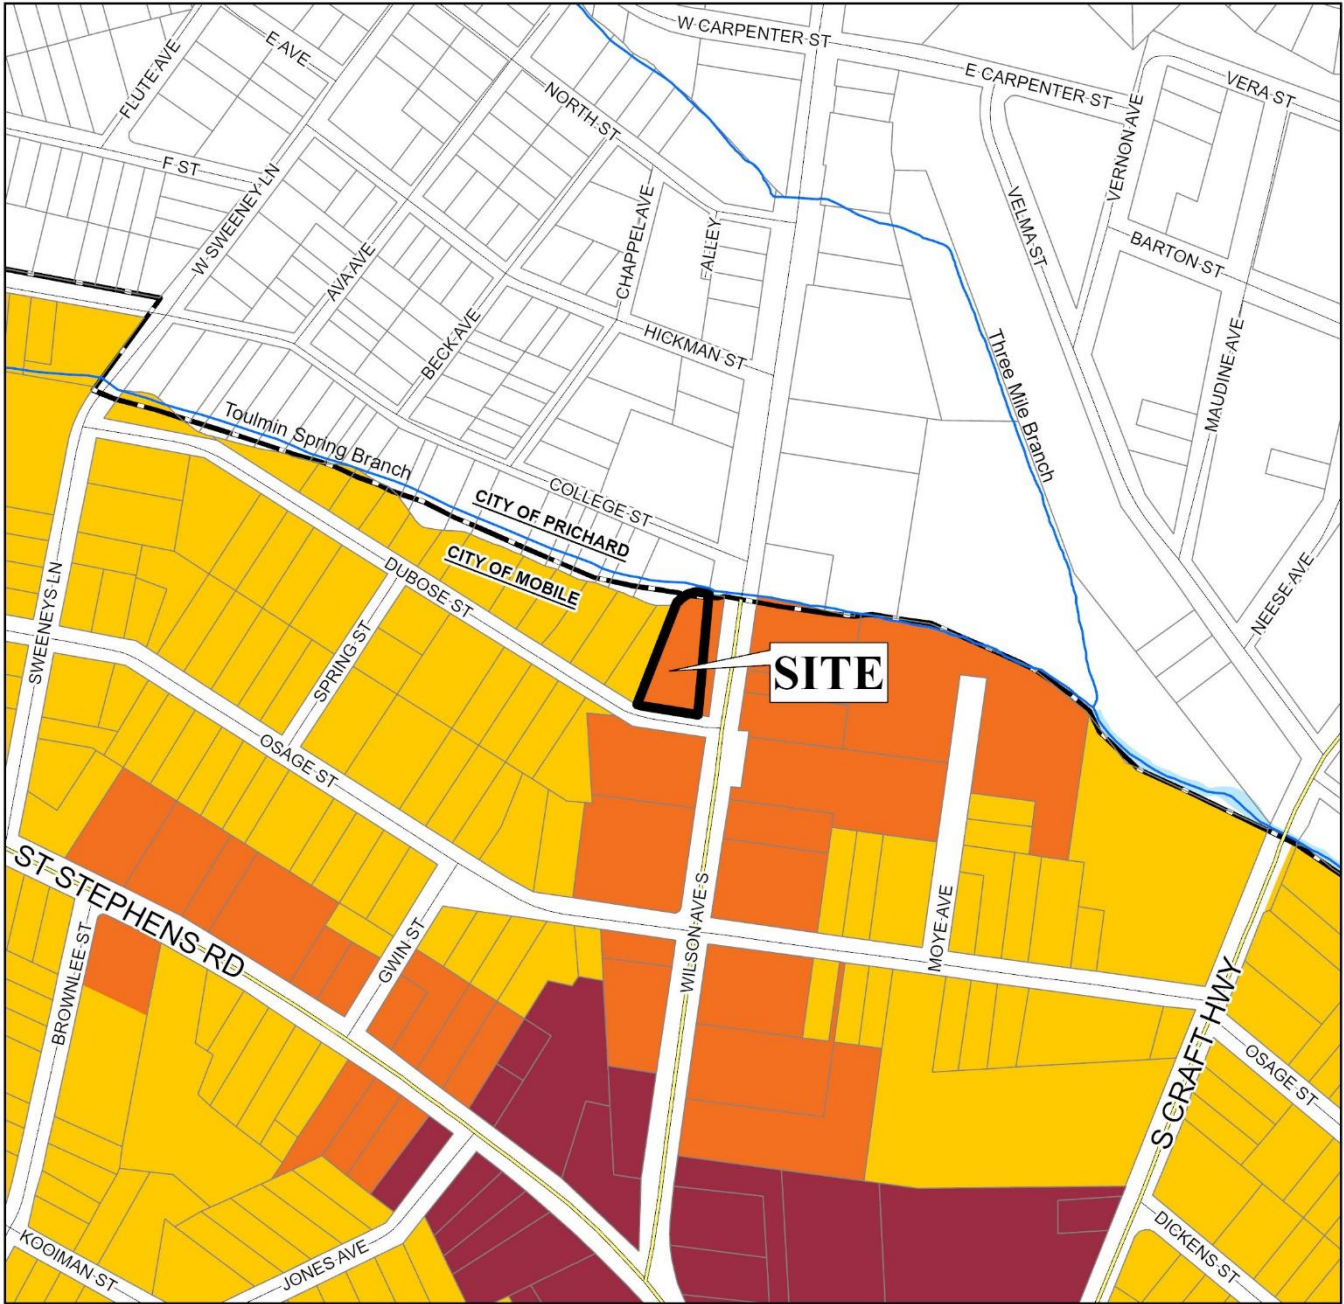 W CARPENTER ST
E CARPENTER ST
VERA ST
FLUTE AVE
E AVE
NORTH ST
VERNON AVE
F ST
W SWEENEY LN
CHAPPEL AVE
FALLEY
VELMA ST
BARTON ST
AVA AVE
BECK AVE
HICKMAN ST
Three Mile Branch
MAUDINE AVE
Toulmin Spring Branch
COLLEGE ST
CITY OF PRICHARD
CITY OF MOBILE
DUBOSE ST
NEESE AVE
SWEENEYS LN
SPRING ST
SITE
OSAGE ST
ST STEPHENS RD
WILSON AVE S
MOYE AVE
BROWNLEE ST
GWIN ST
S CRAFT HWY
OSAGE ST
KOOIMAN ST
JONES AVE
DICKENS ST